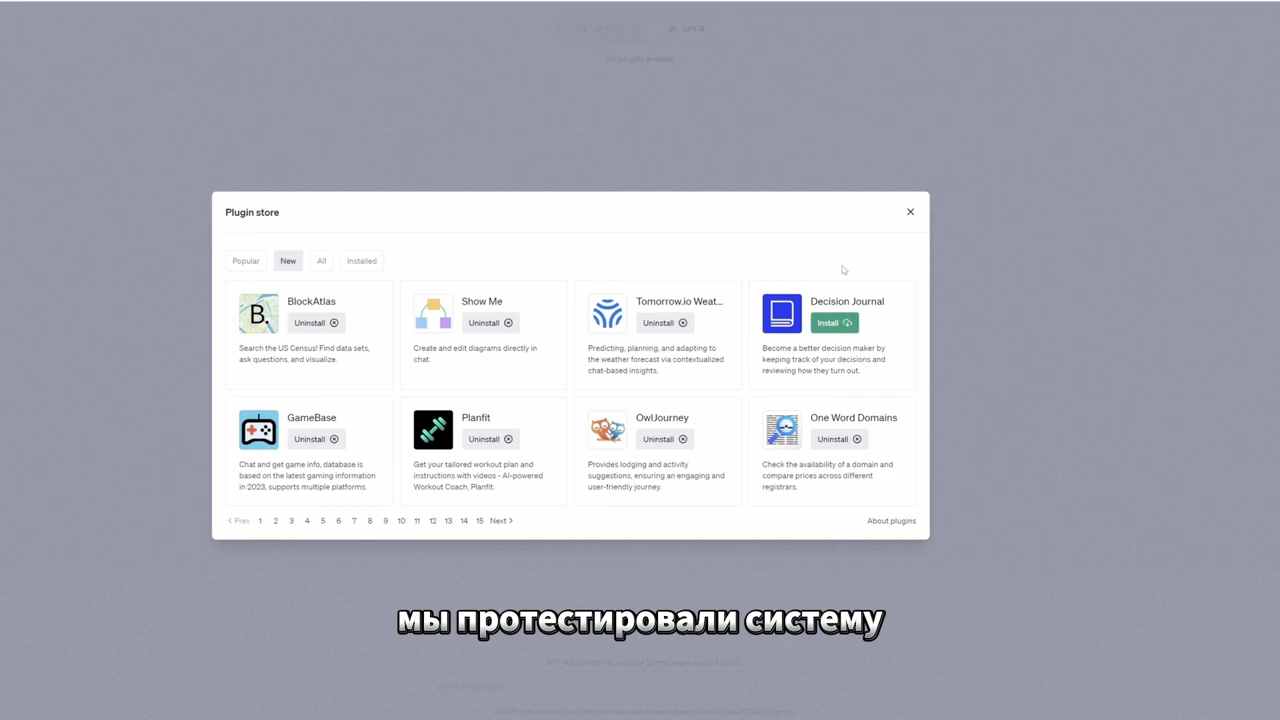 GPT-4
No plugins enabled
Plugin store
Popular
New
All
Installed
BlockAtlas
Uninstall
Search the US Census! Find data sets,
ask questions, and visualize.
Show Me
Uninstall
Create and edit diagrams directly in
chat.
Tomorrow.io Weat...
Uninstall
Predicting, planning, and adapting to
the weather forecast via contextualized
chat-based insights.
Decision Journal
Install
Become a better decision maker by
keeping track of your decisions and
reviewing how they turn out.
GameBase
Uninstall
Chat and get game info, database is
based on the latest gaming information
in 2023, supports multiple platforms.
Planfit
Uninstall
Get your tailored workout plan and
instructions with videos - AI-powered
Workout Coach, Planfit.
OwlJourney
Uninstall
Provides lodging and activity
suggestions, ensuring an engaging and
user-friendly journey.
One Word Domains
Uninstall
Check the availability of a domain and
compare prices across different
registrars.
B.
Prev 1 2 3 4 5 6 7 8 9 10 11 12 13 14 15 Next
About plugins
мы протестировали систему